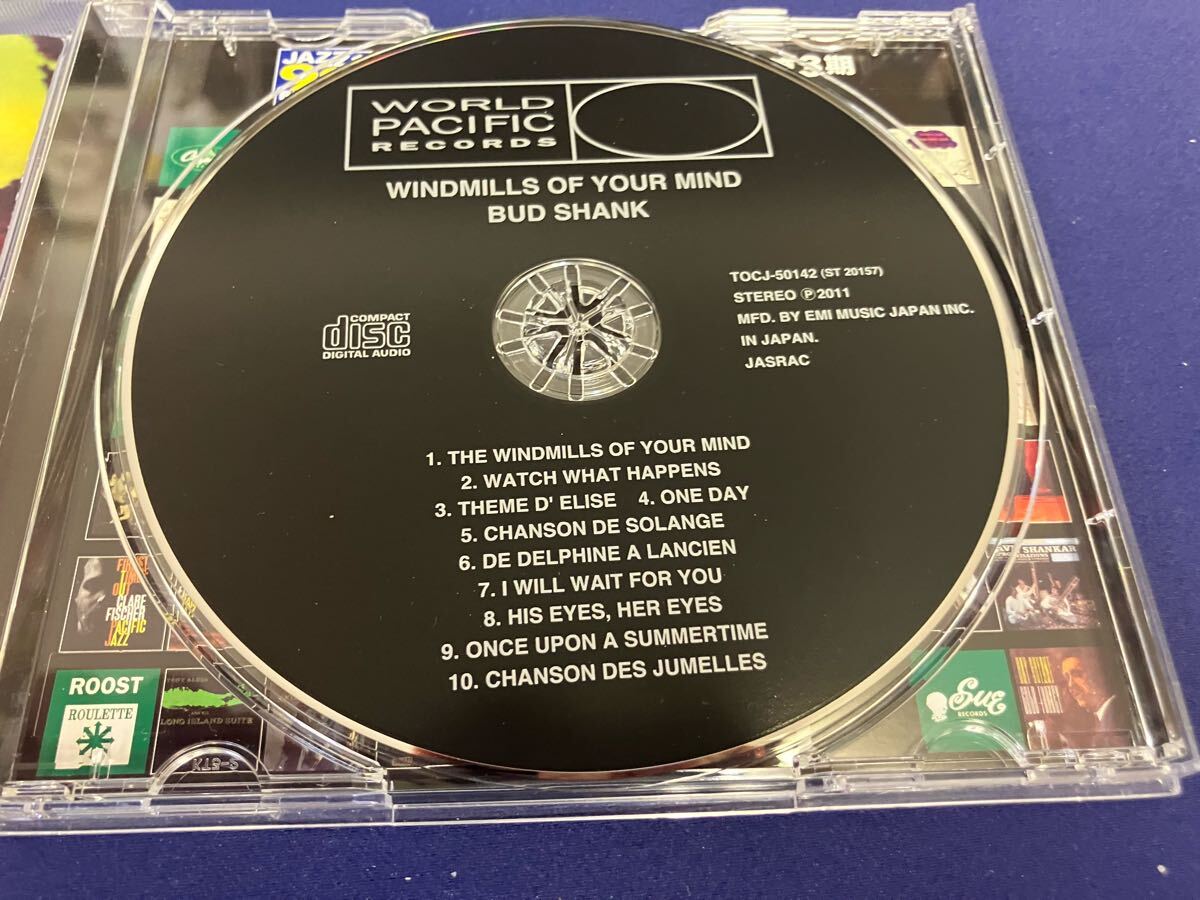 JAZZ
第3期
WORLD
PACIFIC
RECORDS
WINDMILLS OF YOUR MIND
BUD SHANK
TOCJ-50142 (ST 20157)
STEREO Ⓟ2011
MFD. BY EMI MUSIC JAPAN INC.
IN JAPAN.
JASRAC
COMPACT
disc
DIGITAL AUDIO
1. THE WINDMILLS OF YOUR MIND
2. WATCH WHAT HAPPENS
3. THEME D' ELISE 4. ONE DAY
5. CHANSON DE SOLANGE
6. DE DELPHINE A LANCIEN
7. I WILL WAIT FOR YOU
8. HIS EYES, HER EYES
9. ONCE UPON A SUMMERTIME
10. CHANSON DES JUMELLES
TIME
OUT
CLARE
FISCHER
PACIFIC
JAZZ
SHANKAR
ROOST
ROULETTE
LONG ISLAND SUITE
Sue
RECORDS